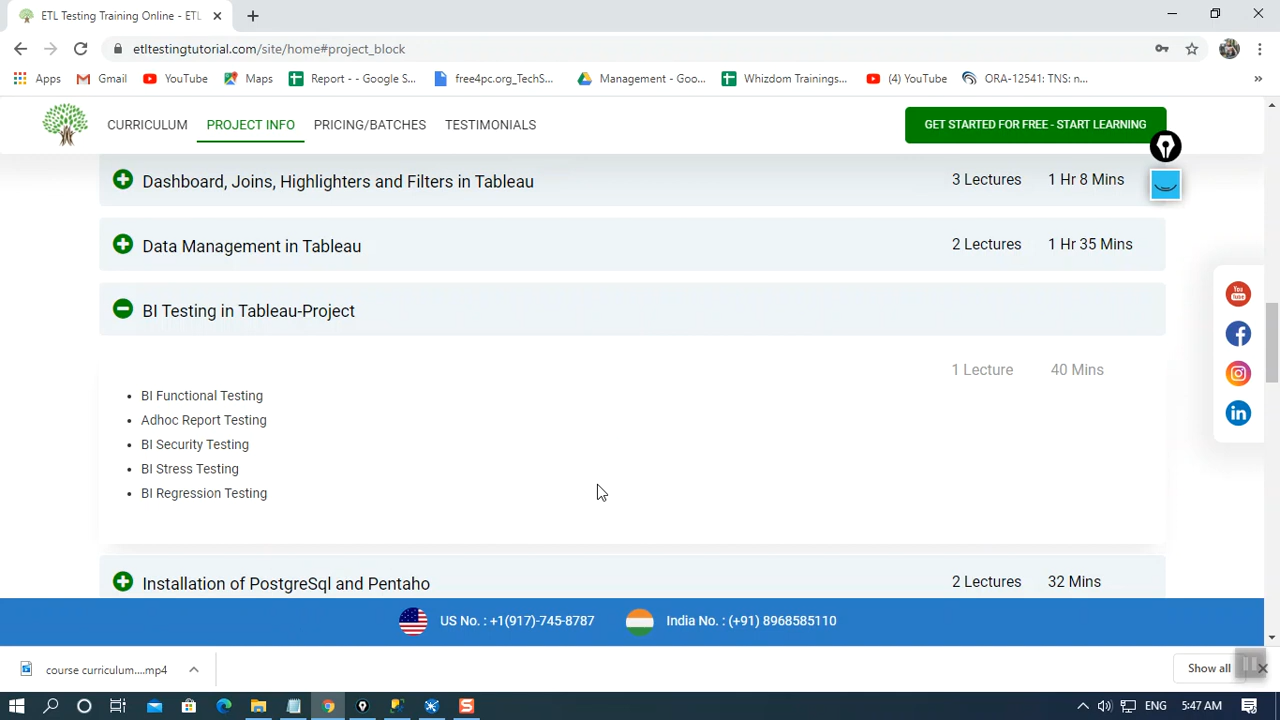 ETL Testing Training Online - ETL
etltestingtutorial.com/site/home#project_block
Apps Gmail YouTube Maps Report - - Google S... free4pc.org_TechS... Management - Goo... Whizdom Trainings... (4) YouTube ORA-12541: TNS: n... »
CURRICULUM PROJECT INFO PRICING/BATCHES TESTIMONIALS GET STARTED FOR FREE - START LEARNING
Dashboard, Joins, Highlighters and Filters in Tableau 3 Lectures 1 Hr 8 Mins
Data Management in Tableau 2 Lectures 1 Hr 35 Mins
BI Testing in Tableau-Project
You Tube
1 Lecture 40 Mins
• BI Functional Testing
• Adhoc Report Testing
• BI Security Testing
• BI Stress Testing
• BI Regression Testing
Installation of PostgreSql and Pentaho 2 Lectures 32 Mins
US No. : +1(917)-745-8787 India No. : (+91) 8968585110
course curriculum....mp4 Show all
ENG 5:47 AM